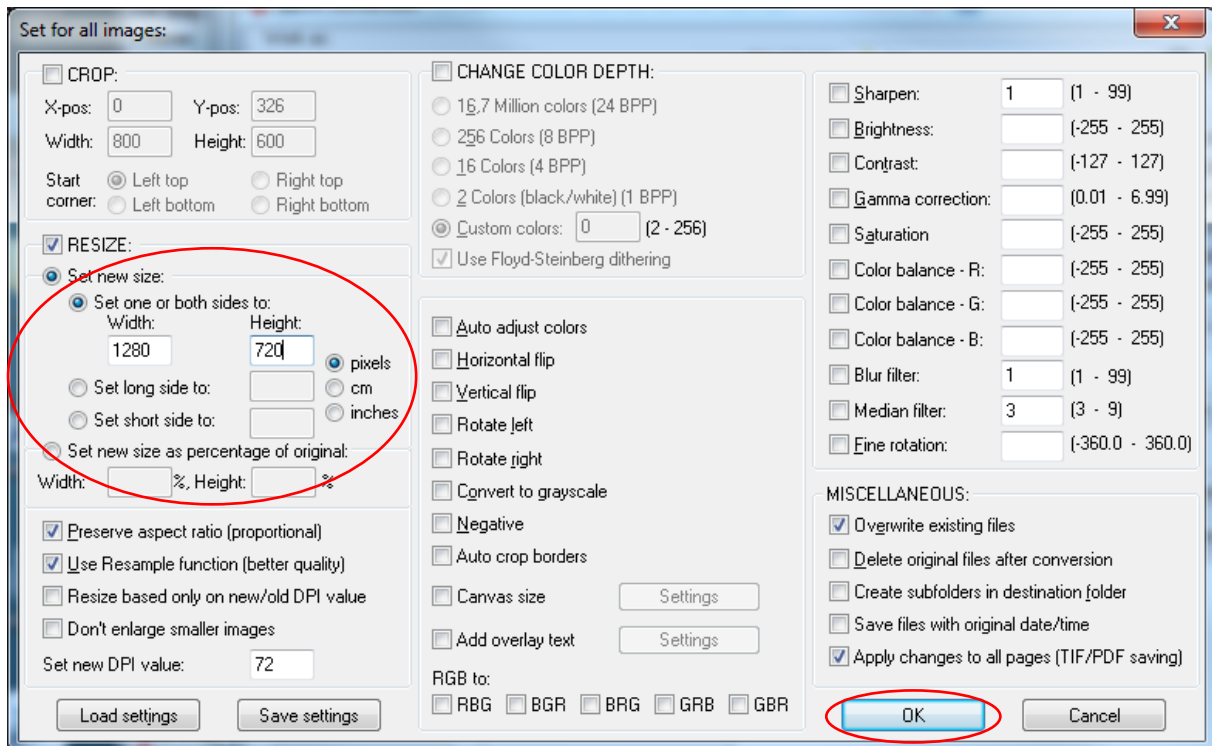 Set for all images:
CROP:
X-pos: 0 Y-pos: 326
Width: 800 Height: 600
Start corner:
Left top Right top
Left bottom Right bottom
RESIZE:
Set new size:
Set one or both sides to:
Width: Height:
1280 720
pixels
Set long side to: cm
Set short side to: inches
Set new size as percentage of original:
Width: %, Height: %
Preserve aspect ratio (proportional)
Use Resample function (better quality)
Resize based only on new/old DPI value
Don't enlarge smaller images
Set new DPI value: 72
Load settings Save settings
CHANGE COLOR DEPTH:
16,7 Million colors (24 BPP)
256 Colors (8 BPP)
16 Colors (4 BPP)
2 Colors (black/white) (1 BPP)
Custom colors: 0 (2 - 256)
Use Floyd-Steinberg dithering
Auto adjust colors
Horizontal flip
Vertical flip
Rotate left
Rotate right
Convert to grayscale
Negative
Auto crop borders
Canvas size Settings
Add overlay text Settings
RGB to:
RBG BGR BRG GRB GBR
Sharpen: 1 (1 - 99)
Brightness: (-255 - 255)
Contrast: (-127 - 127)
Gamma correction: (0.01 - 6.99)
Saturation (-255 - 255)
Color balance - R: (-255 - 255)
Color balance - G: (-255 - 255)
Color balance - B: (-255 - 255)
Blur filter: 1 (1 - 99)
Median filter: 3 (3 - 9)
Fine rotation: (-360.0 - 360.0)
MISCELLANEOUS:
Overwrite existing files
Delete original files after conversion
Create subfolders in destination folder
Save files with original date/time
Apply changes to all pages (TIF/PDF saving)
OK Cancel